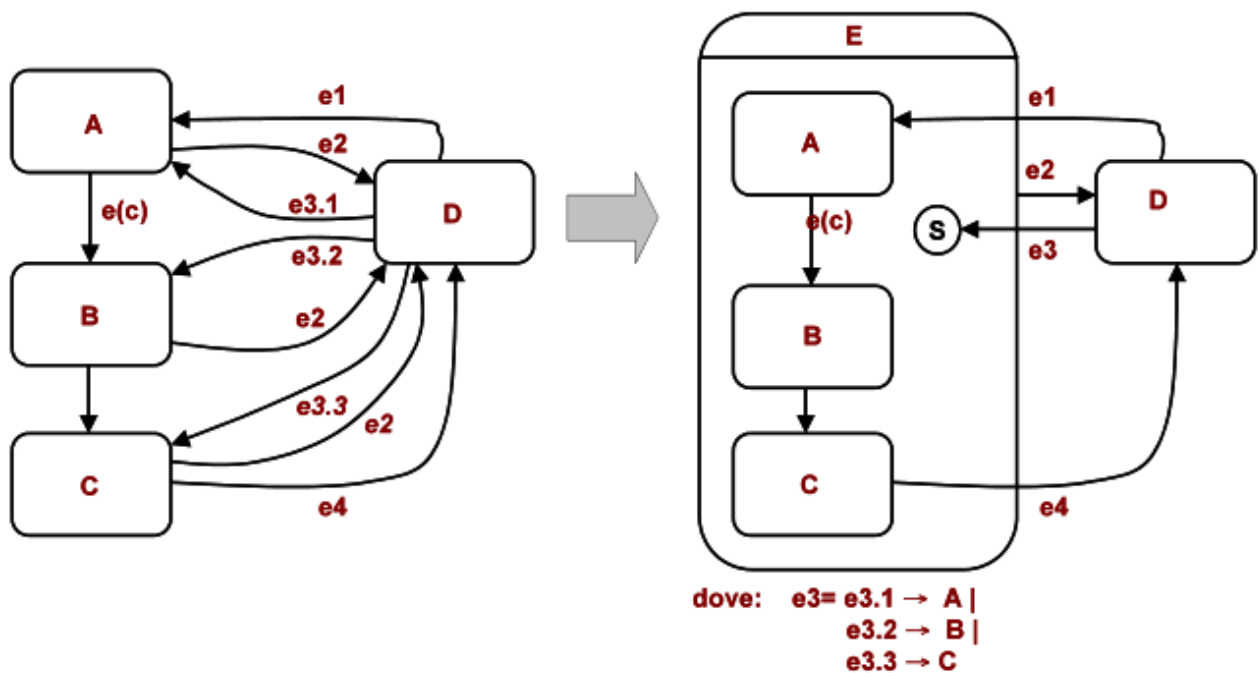 E
A
e1
e2
e3.1
D
e(c)
e3.2
B
e2
e3.3
e2
C
e4
A
e1
e2
D
e(c)
S
e3
B
C
e4
dove: e3= e3.1 → A |
e3.2 → B |
e3.3 → C